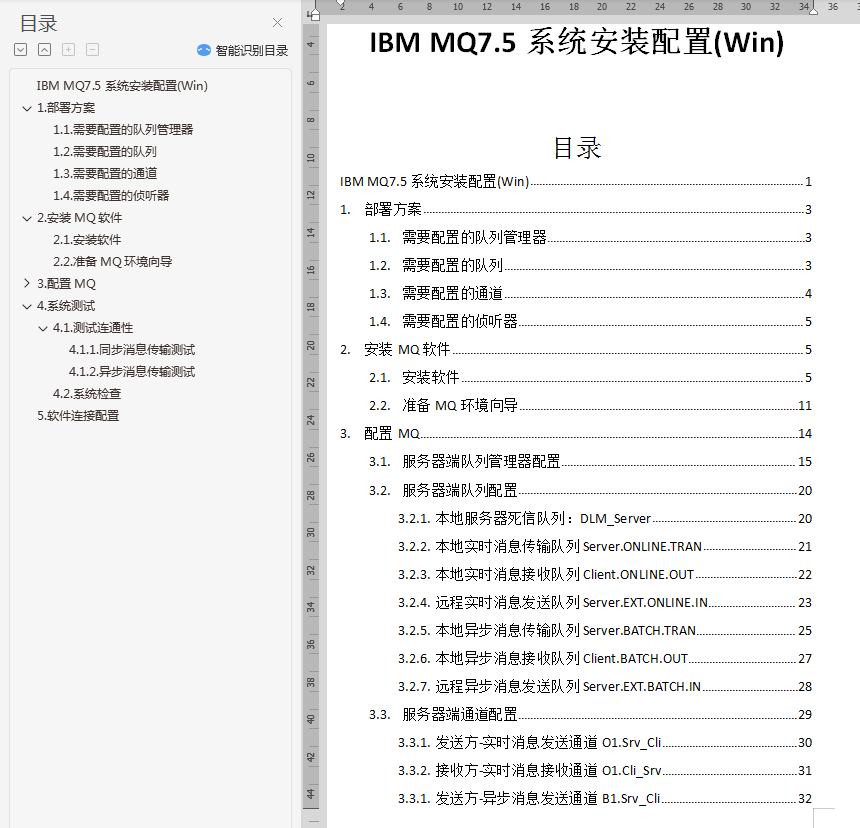 目录
智能识别目录
IBM MQ7.5 系统安装配置(Win)
1.部署方案
1.1.需要配置的队列管理器
1.2.需要配置的队列
1.3.需要配置的通道
1.4.需要配置的侦听器
2.安装 MQ 软件
2.1.安装软件
2.2.准备 MQ 环境向导
3.配置 MQ
4.系统测试
4.1.测试连通性
4.1.1.同步消息传输测试
4.1.2.异步消息传输测试
4.2.系统检查
5.软件连接配置
2 4 6 8 10 12 14 16 18 20 22 24 26 28 30 32 34 36
4
6
8
10
12
14
16
18
20
22
24
26
28
30
32
34
36
38
40
42
44
IBM MQ7.5 系统安装配置(Win)
目录
IBM MQ7.5 系统安装配置(Win) 1
1. 部署方案 3
1.1. 需要配置的队列管理器 3
1.2. 需要配置的队列 3
1.3. 需要配置的通道 4
1.4. 需要配置的侦听器 5
2. 安装 MQ 软件 5
2.1. 安装软件 5
2.2. 准备 MQ 环境向导 11
3. 配置 MQ 14
3.1. 服务器端队列管理器配置 15
3.2. 服务器端队列配置 20
3.2.1. 本地服务器死信队列：DLM_Server 20
3.2.2. 本地实时消息传输队列 Server.ONLINE.TRAN 21
3.2.3. 本地实时消息接收队列 Client.ONLINE.OUT 22
3.2.4. 远程实时消息发送队列 Server.EXT.ONLINE.IN 23
3.2.5. 本地异步消息传输队列 Server.BATCH.TRAN 25
3.2.6. 本地异步消息接收队列 Client.BATCH.OUT 27
3.2.7. 远程异步消息发送队列 Server.EXT.BATCH.IN 28
3.3. 服务器端通道配置 29
3.3.1. 发送方-实时消息发送通道 O1.Srv_Cli 30
3.3.2. 接收方-实时消息接收通道 O1.Cli_Srv 31
3.3.1. 发送方-异步消息发送通道 B1.Srv_Cli 32